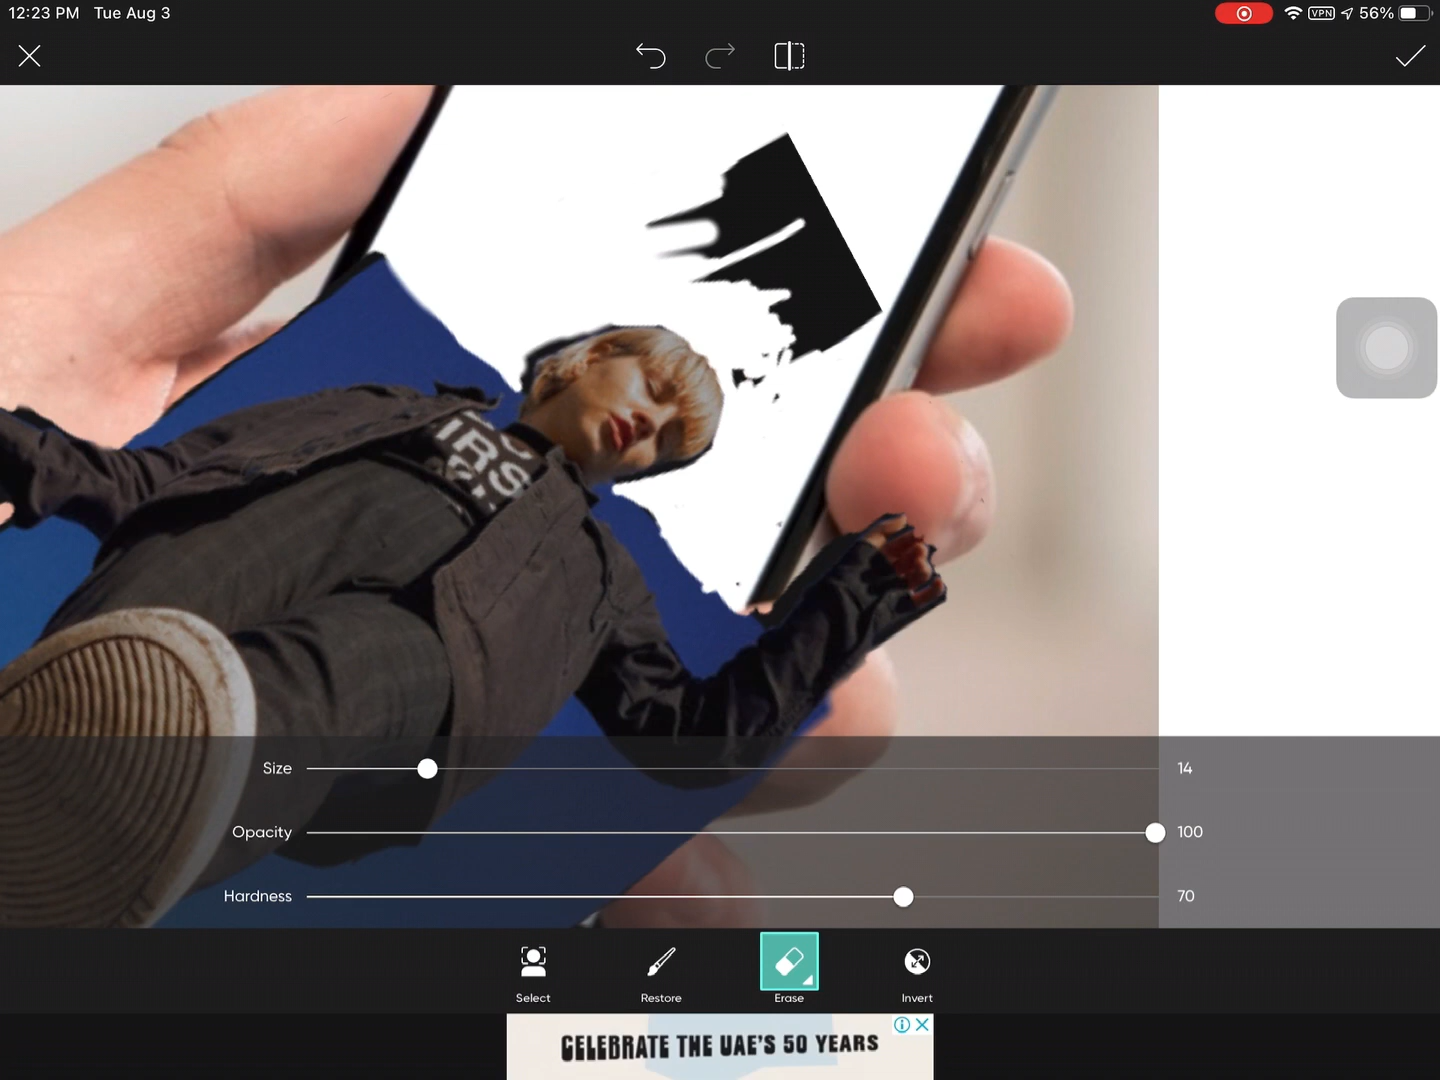 12:23 PM Tue Aug 3
VPN 56%
IRS
Size 14
Opacity 100
Hardness 70
Select Restore Erase Invert
CELEBRATE THE UAE'S 50 YEARS